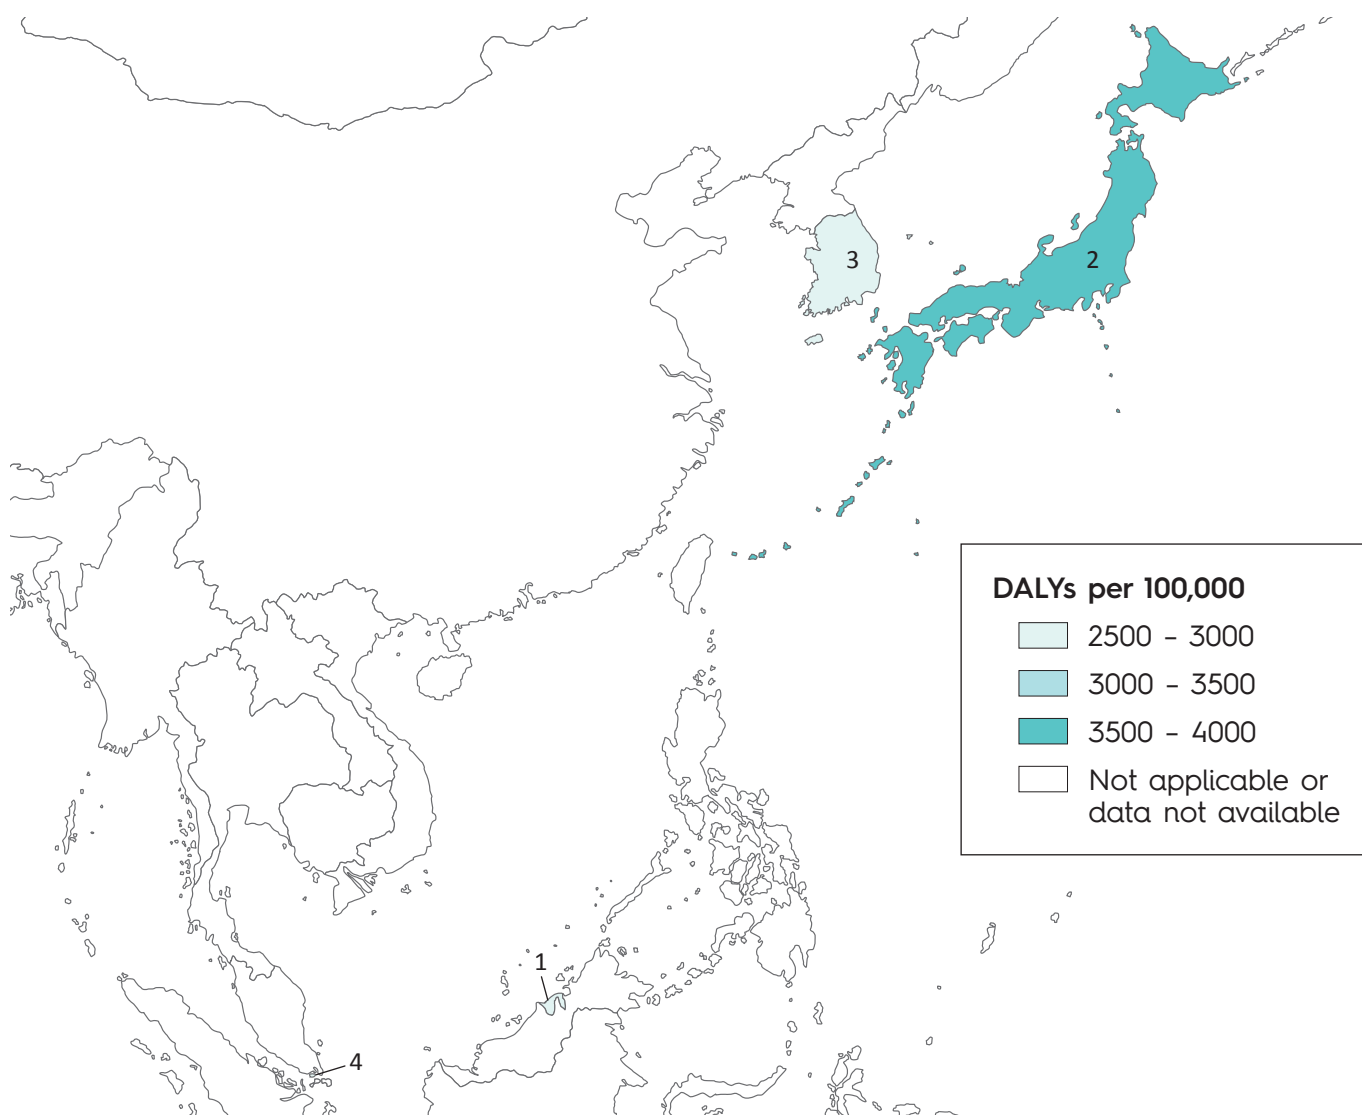 3
2
DALYs per 100,000
2500 – 3000
3000 – 3500
3500 – 4000
Not applicable or
data not available
1
4